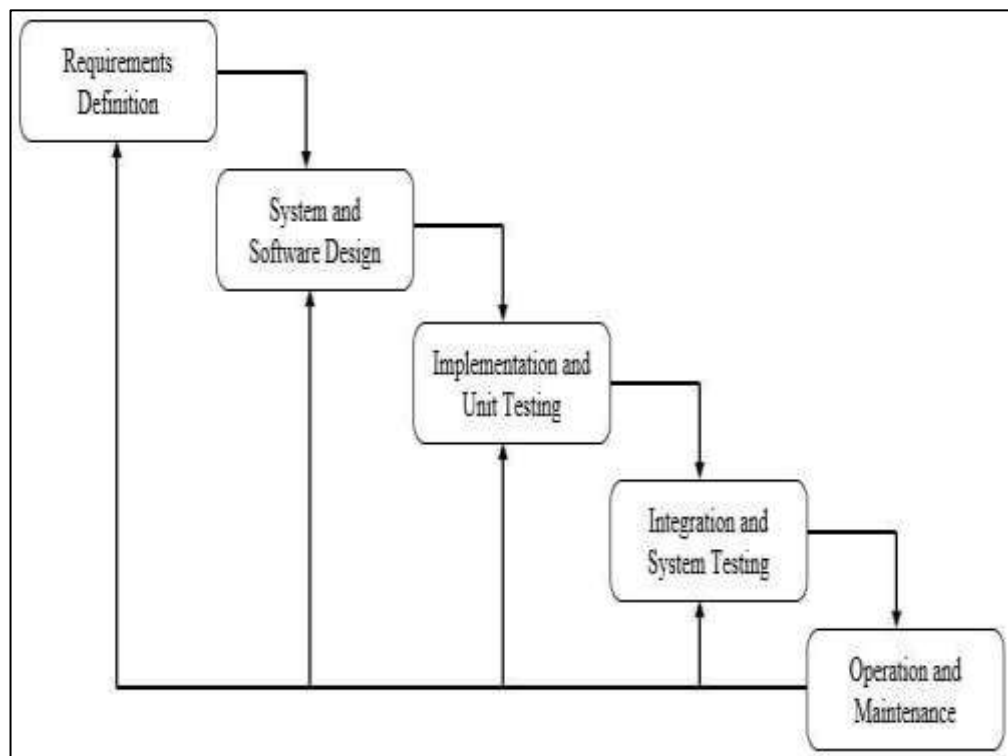 Requirements
Definition
System and
Software Design
Implementation and
Unit Testing
Integration and
System Testing
Operation and
Maintenance